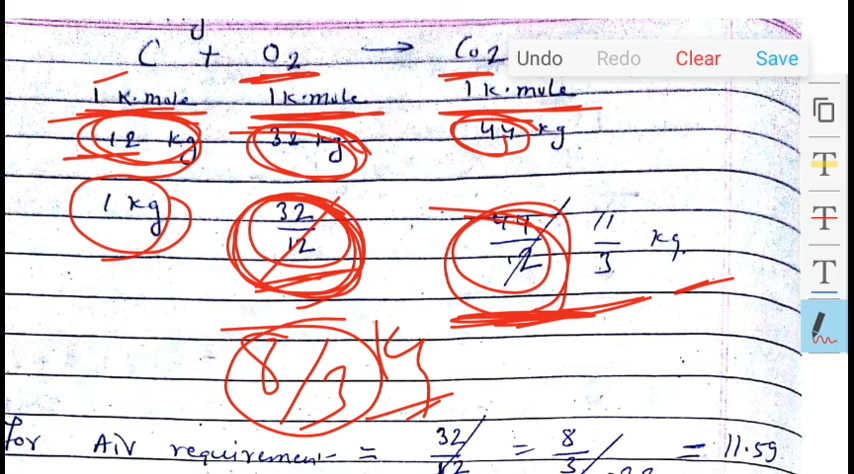 C + O2 → Co2
Undo Redo Clear Save
1 K.mole 1 K.mole 1 K.mole
12 kg 32 kg 44 kg
1 kg 32/12 44/12 11/3 kg.
8/3 kg
for Air requirement = 32/12 = 8/3 = 11.59